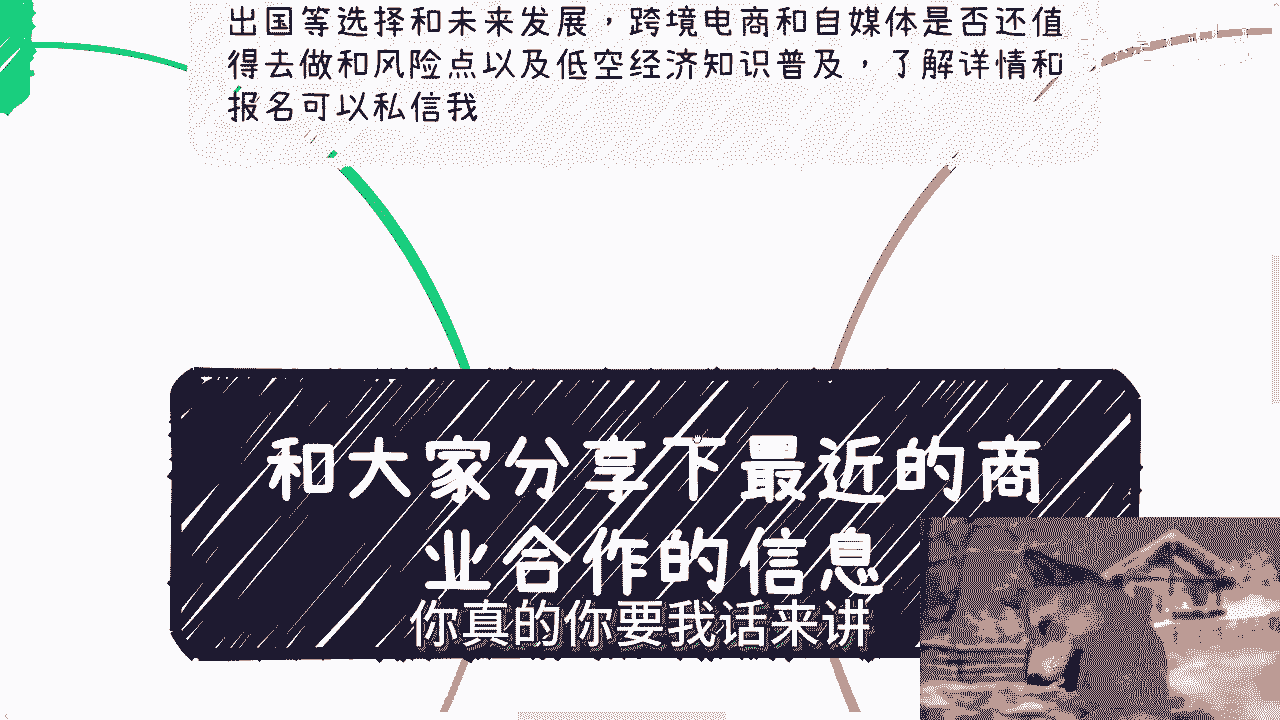 出国等选择和未来发展，跨境电商和自媒体是否还值
得去做和风险点以及低空经济知识普及，了解详情和
报名可以私信我
和大家分享下最近的商
业合作的信息
你真的你要我话来讲